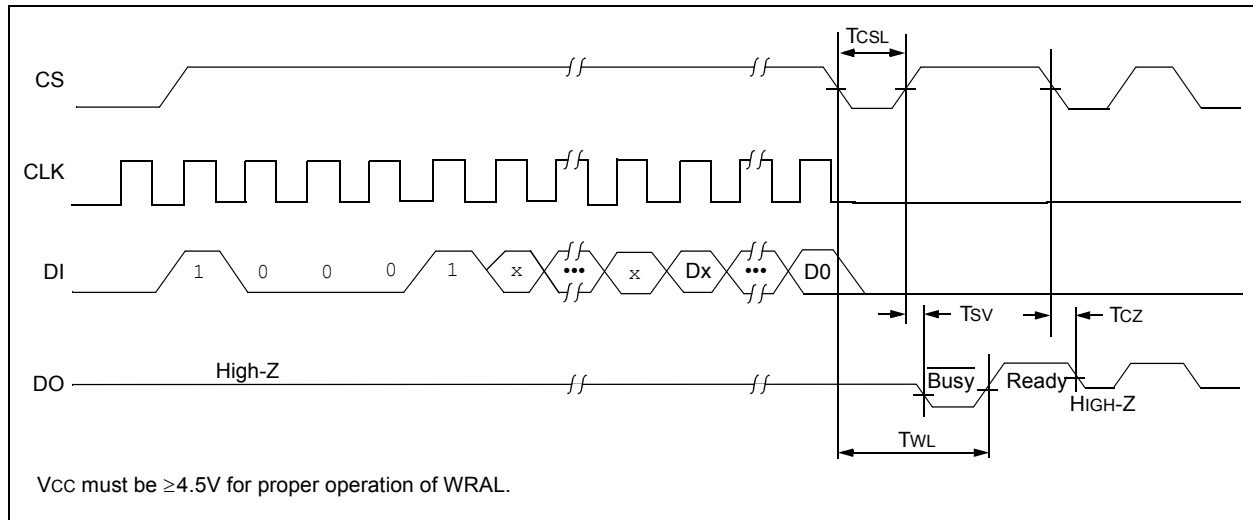 TCSL
CS
CLK
DI 1 0 0 0 1 x ••• x Dx ••• D0
TSV TCZ
DO High-Z Busy Ready
HIGH-Z
TWL
VCC must be ≥4.5V for proper operation of WRAL.